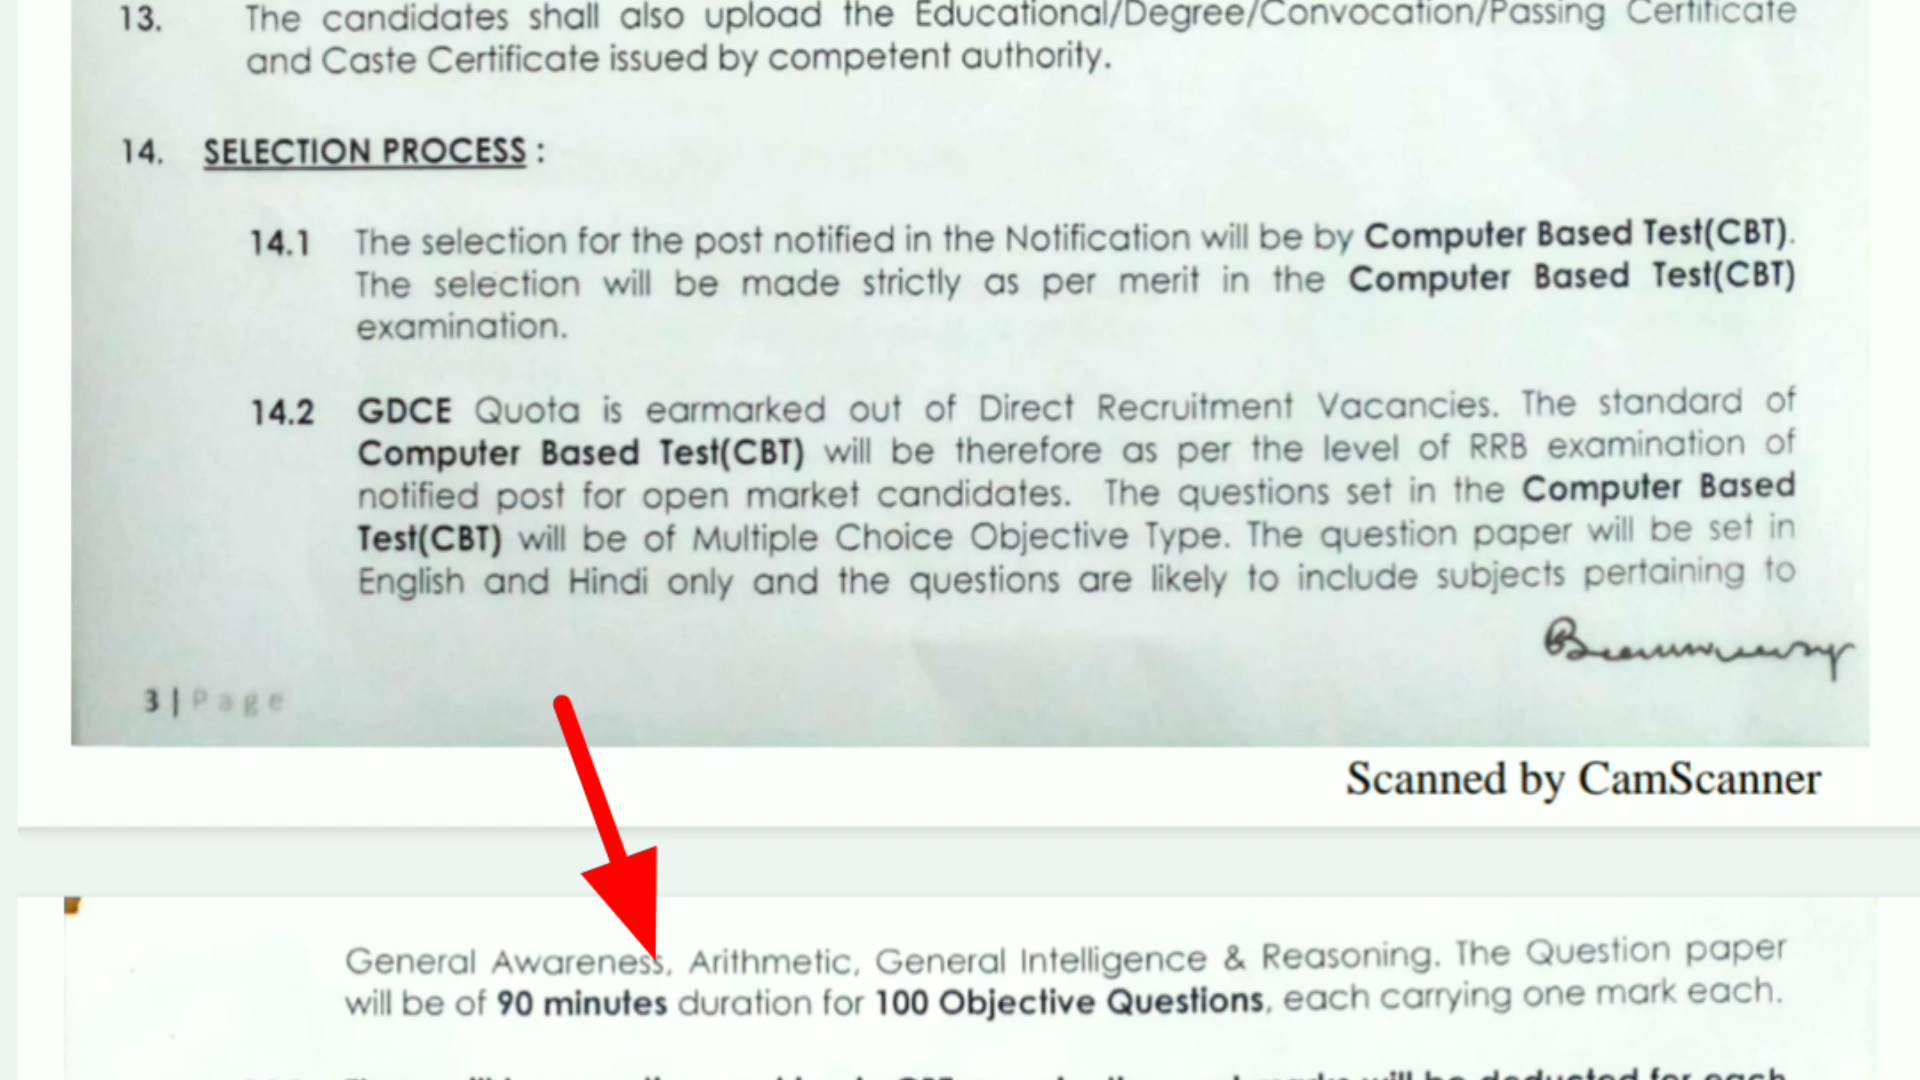 13. The candidates shall also upload the Educational/Degree/Convocation/Passing Certificate
and Caste Certificate issued by competent authority.
14. SELECTION PROCESS :
14.1 The selection for the post notified in the Notification will be by Computer Based Test(CBT).
The selection will be made strictly as per merit in the Computer Based Test(CBT)
examination.
14.2 GDCE Quota is earmarked out of Direct Recruitment Vacancies. The standard of
Computer Based Test(CBT) will be therefore as per the level of RRB examination of
notified post for open market candidates. The questions set in the Computer Based
Test(CBT) will be of Multiple Choice Objective Type. The question paper will be set in
English and Hindi only and the questions are likely to include subjects pertaining to
3 | Page
Scanned by CamScanner
General Awareness, Arithmetic, General Intelligence & Reasoning. The Question paper
will be of 90 minutes duration for 100 Objective Questions, each carrying one mark each.
marks will be deducted for each